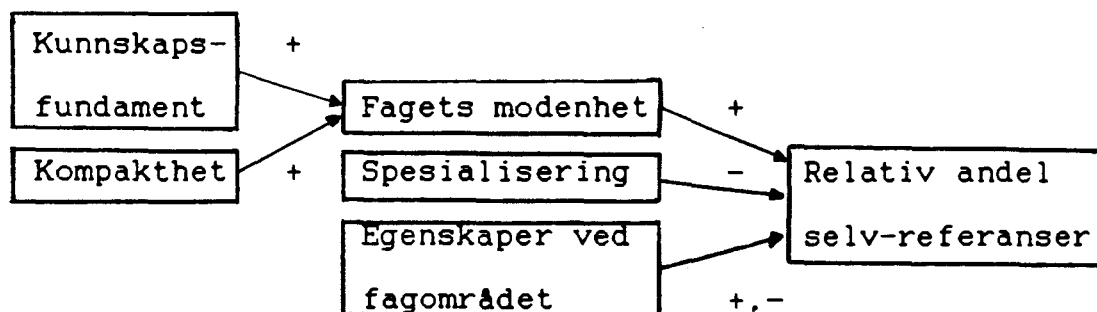 Kunnskaps-
fundament
+
Kompakthet
+
Fagets modenhet
+
Spesialisering
-
Egenskaper ved
fagområdet
+,-
Relativ andel
selv-referanser